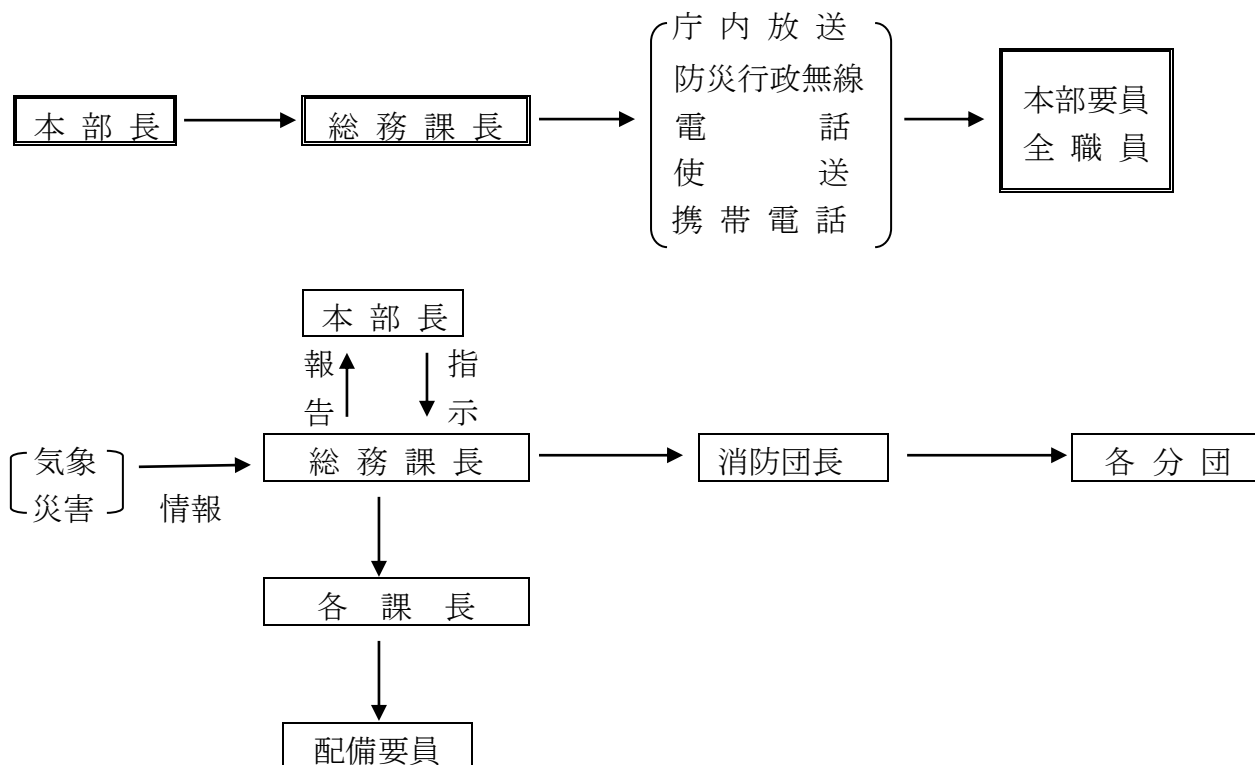 庁内放送
防災行政無線
本部長
総務課長
電話
使送
携帯電話
本部要員
全職員
本部長
報告
指示
気象
災害
情報
総務課長
消防団長
各分団
各課長
配備要員